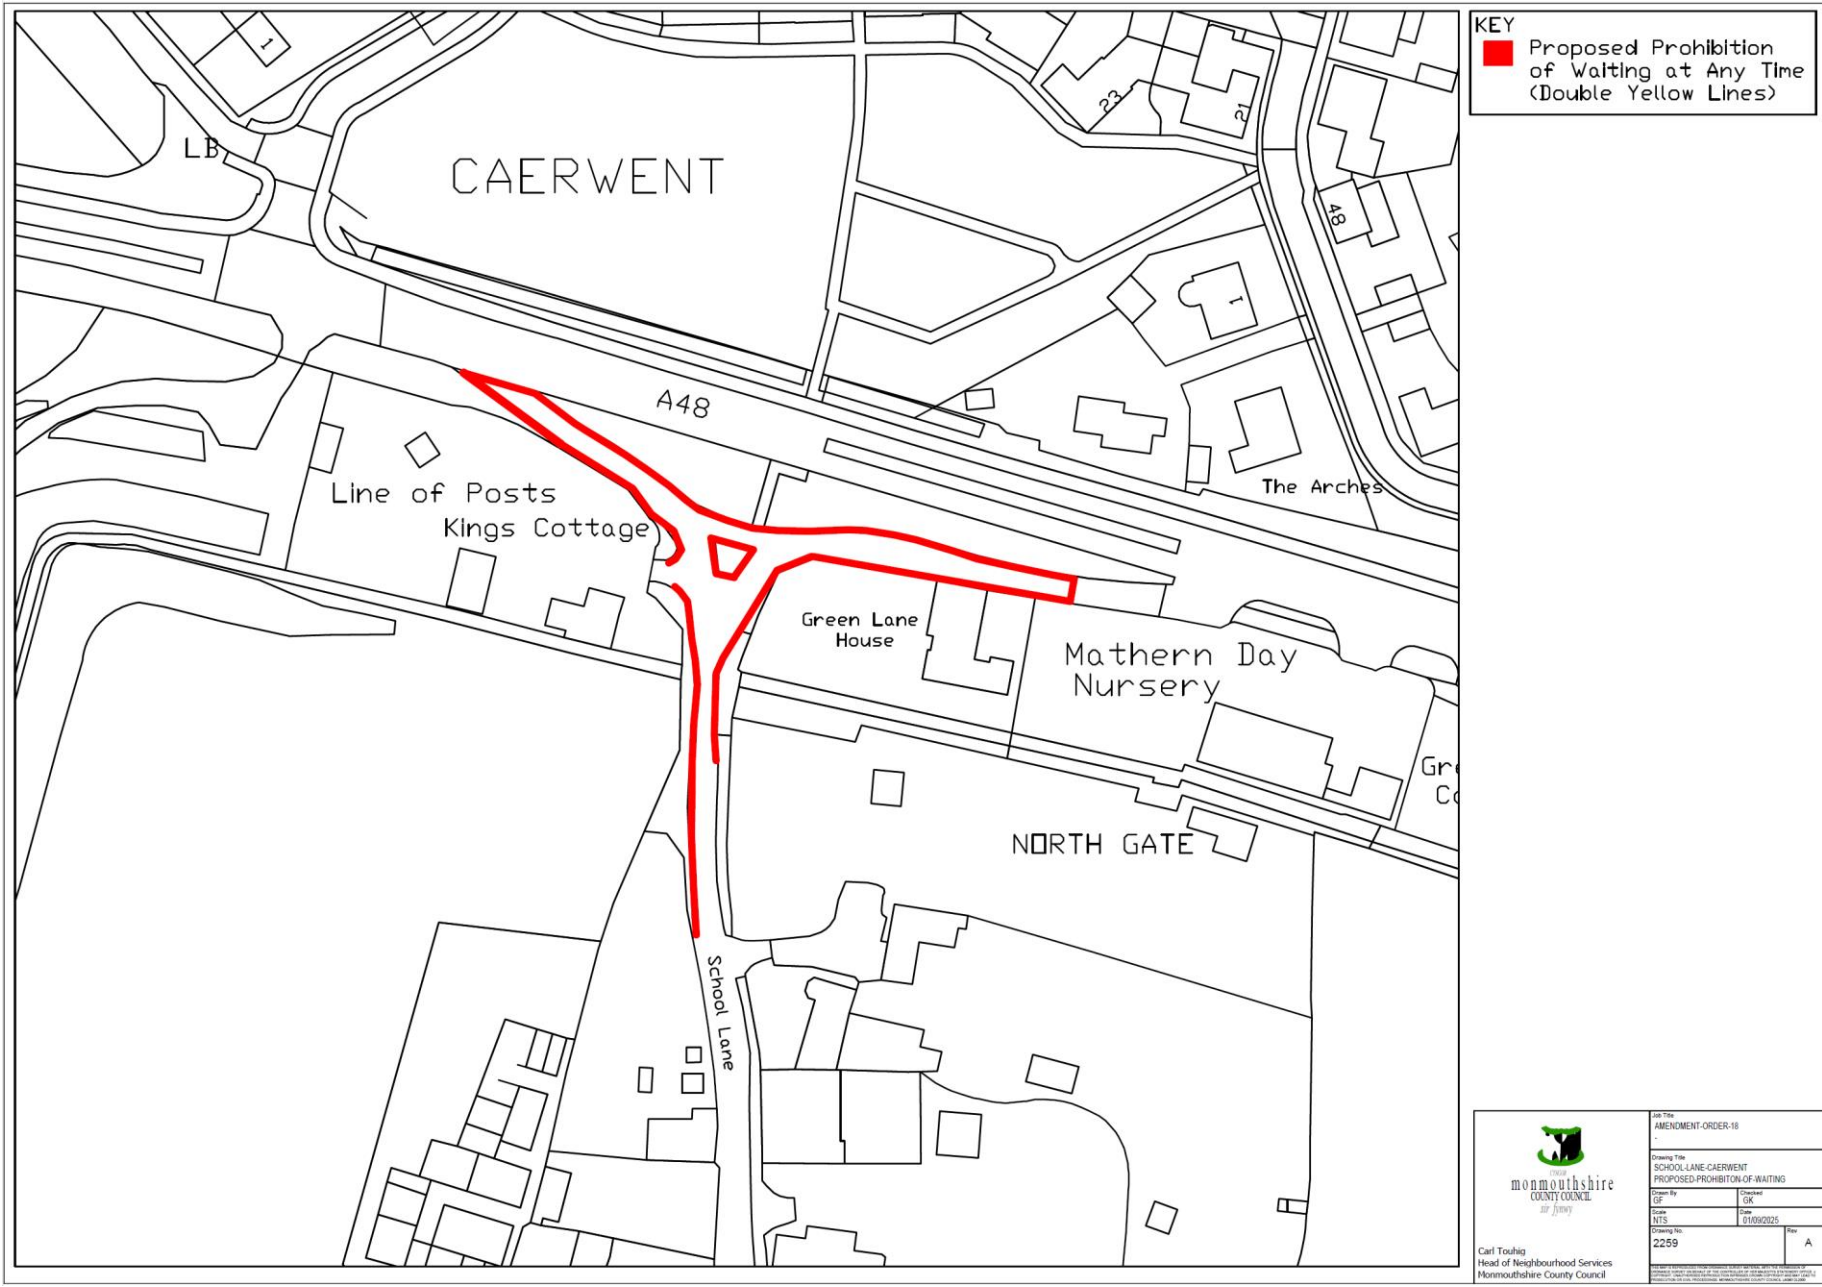 KEY
Proposed Prohibition
of Waiting at Any Time
(Double Yellow Lines)
1
LB
CAERWENT
23
21
48
1
A48
The Arches
Line of Posts
Kings Cottage
Green Lane
House
Mathern Day
Nursery
Gre
Co
NORTH GATE
School Lane
monmouthshire
COUNTY COUNCIL
sir fynwy
Carl Touhig
Head of Neighbourhood Services
Monmouthshire County Council
Job Title
AMENDMENT-ORDER-18
-
Drawing Title
SCHOOL-LANE-CAERWENT
PROPOSED-PROHIBITON-OF-WAITING
Drawn By
GF
Checked
GK
Scale
NTS
Date
01/09/2025
Drawing No.
2259
Rev
A